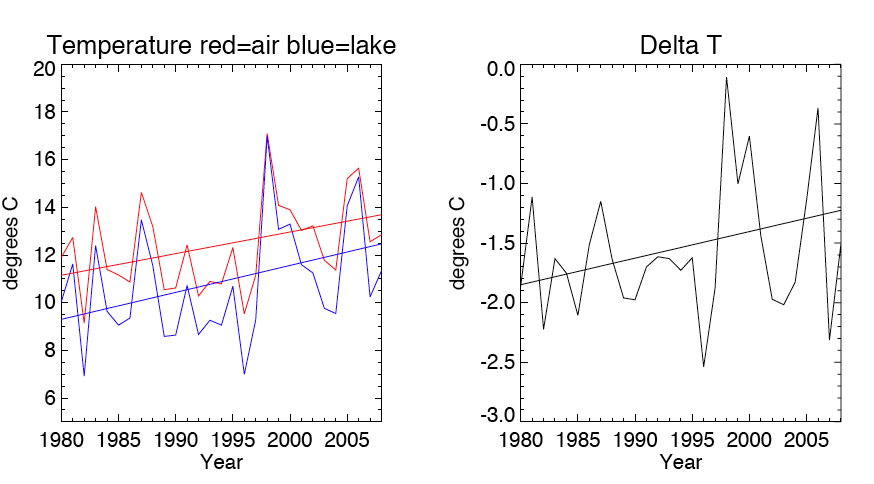 Temperature red=air blue=lake
20
18
16
14
12
10
8
6
degrees C
1980 1985 1990 1995 2000 2005
Year
Delta T
0.0
-0.5
-1.0
-1.5
-2.0
-2.5
-3.0
degrees C
1980 1985 1990 1995 2000 2005
Year